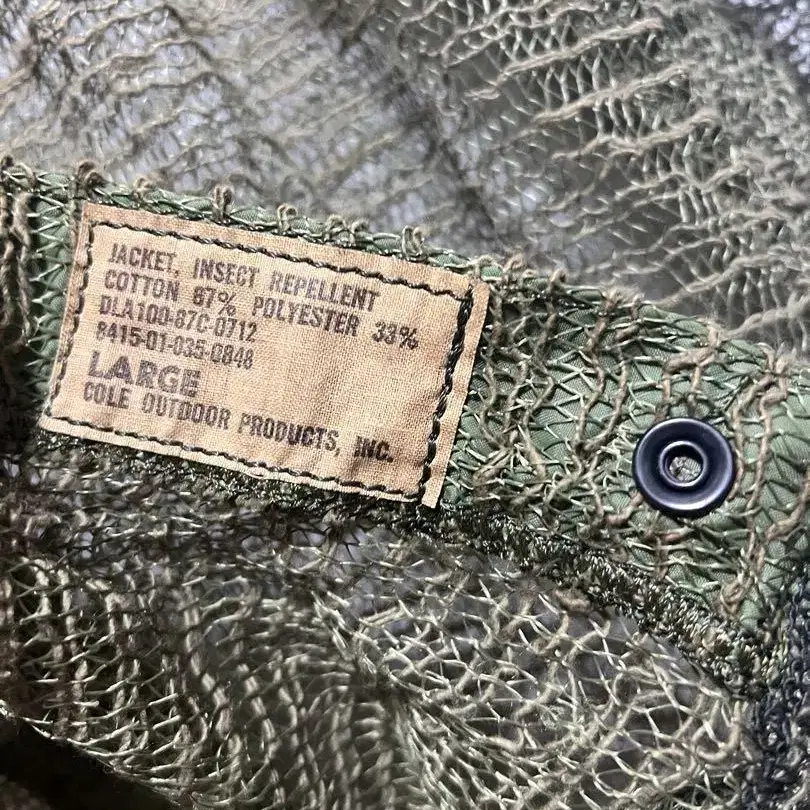 JACKET, INSECT REPELLENT
COTTON 67% POLYESTER 33%
DLA100-87C-0712
8415-01-035-0848
LARGE
COLE OUTDOOR PRODUCTS, INC.